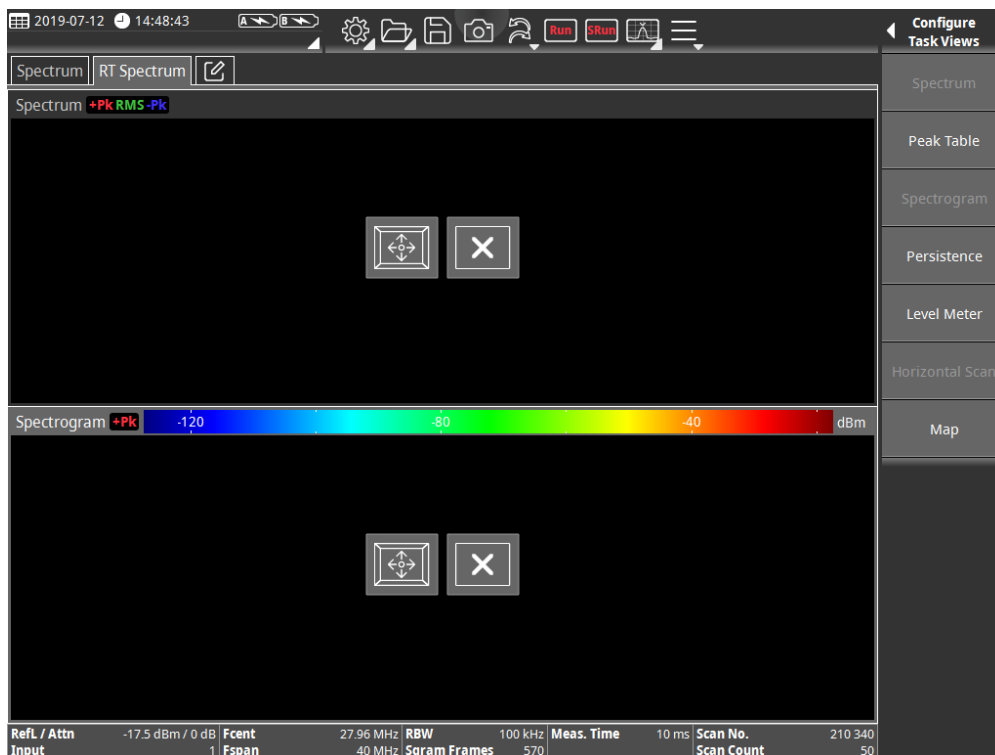 2019-07-12 14:48:43 A B Run SRun
Configure
Task Views
Spectrum RT Spectrum
Spectrum +Pk RMS -Pk
Spectrum
Peak Table
Spectrogram
Persistence
Level Meter
Horizontal Scan
Map
Spectrogram +Pk -120 -80 -40 dBm
RefL / Attn -17.5 dBm / 0 dB Fcent 27.96 MHz RBW 100 kHz Meas. Time 10 ms Scan No. 210 340
Input 1 Fspan 40 MHz Sgram Frames 570 Scan Count 50